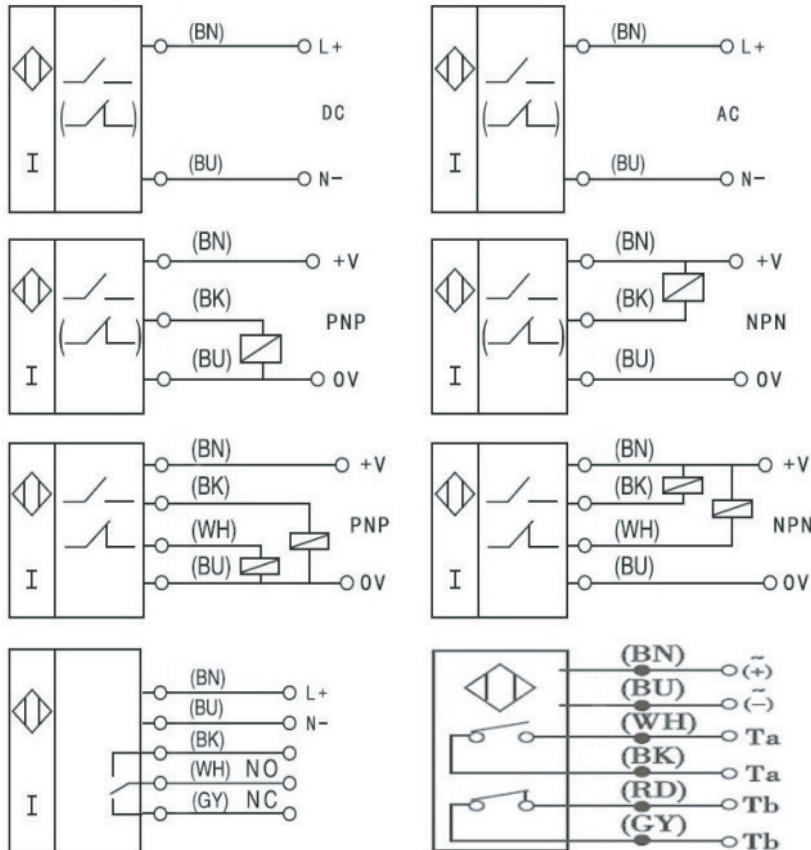 (BN) L+
DC
I (BU) N-
(BN) L+
AC
I (BU) N-
(BN) +V
(BK) PNP
I (BU) 0V
(BN) +V
(BK) NPN
I (BU) 0V
(BN) +V
(BK)
(WH) PNP
I (BU) 0V
(BN) +V
(BK)
(WH) NPN
I (BU) 0V
(BN) L+
(BU) N-
(BK)
(WH) NO
I (GY) NC
(BN) ~(+)
(BU) ~(-)
(WH) Ta
(BK) Ta
(RD) Tb
(GY) Tb